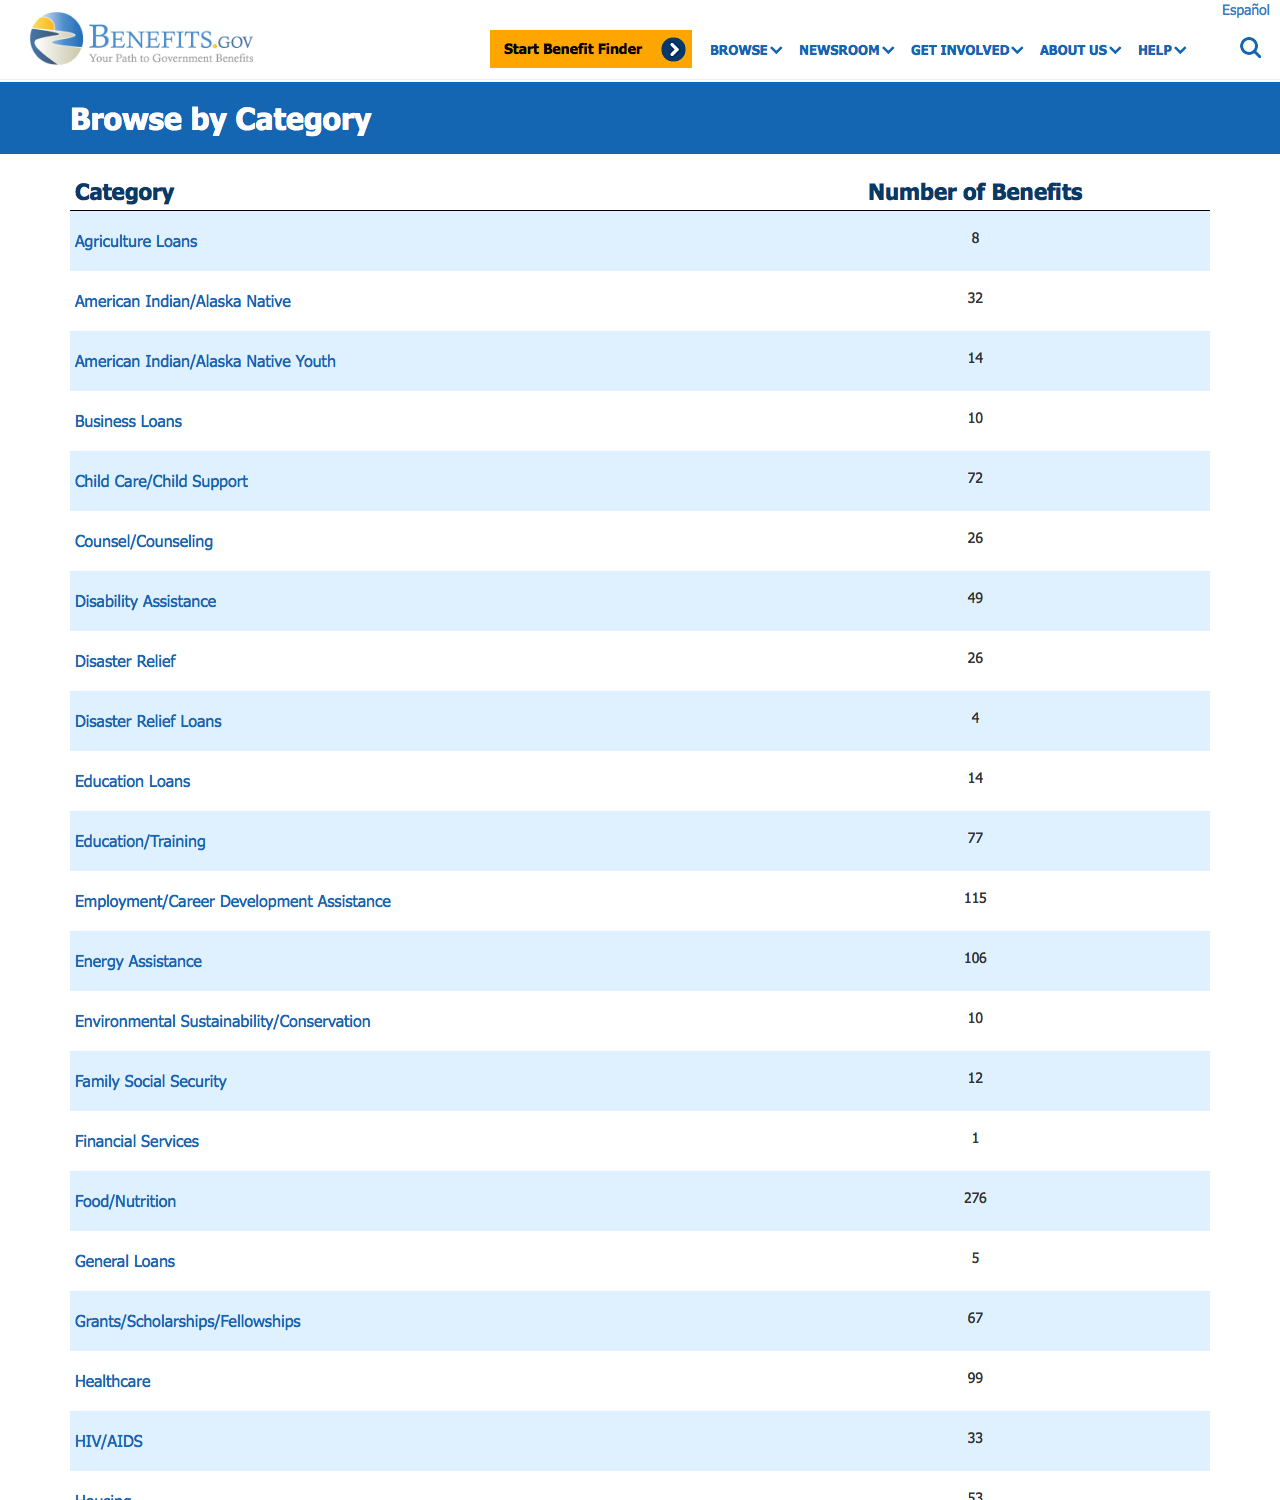 Español
BENEFITS.GOV
Your Path to Government Benefits
Start Benefit Finder
BROWSE NEWSROOM GET INVOLVED ABOUT US HELP
Browse by Category
Category Number of Benefits
Agriculture Loans 8
American Indian/Alaska Native 32
American Indian/Alaska Native Youth 14
Business Loans 10
Child Care/Child Support 72
Counsel/Counseling 26
Disability Assistance 49
Disaster Relief 26
Disaster Relief Loans 4
Education Loans 14
Education/Training 77
Employment/Career Development Assistance 115
Energy Assistance 106
Environmental Sustainability/Conservation 10
Family Social Security 12
Financial Services 1
Food/Nutrition 276
General Loans 5
Grants/Scholarships/Fellowships 67
Healthcare 99
HIV/AIDS 33
Housing 53